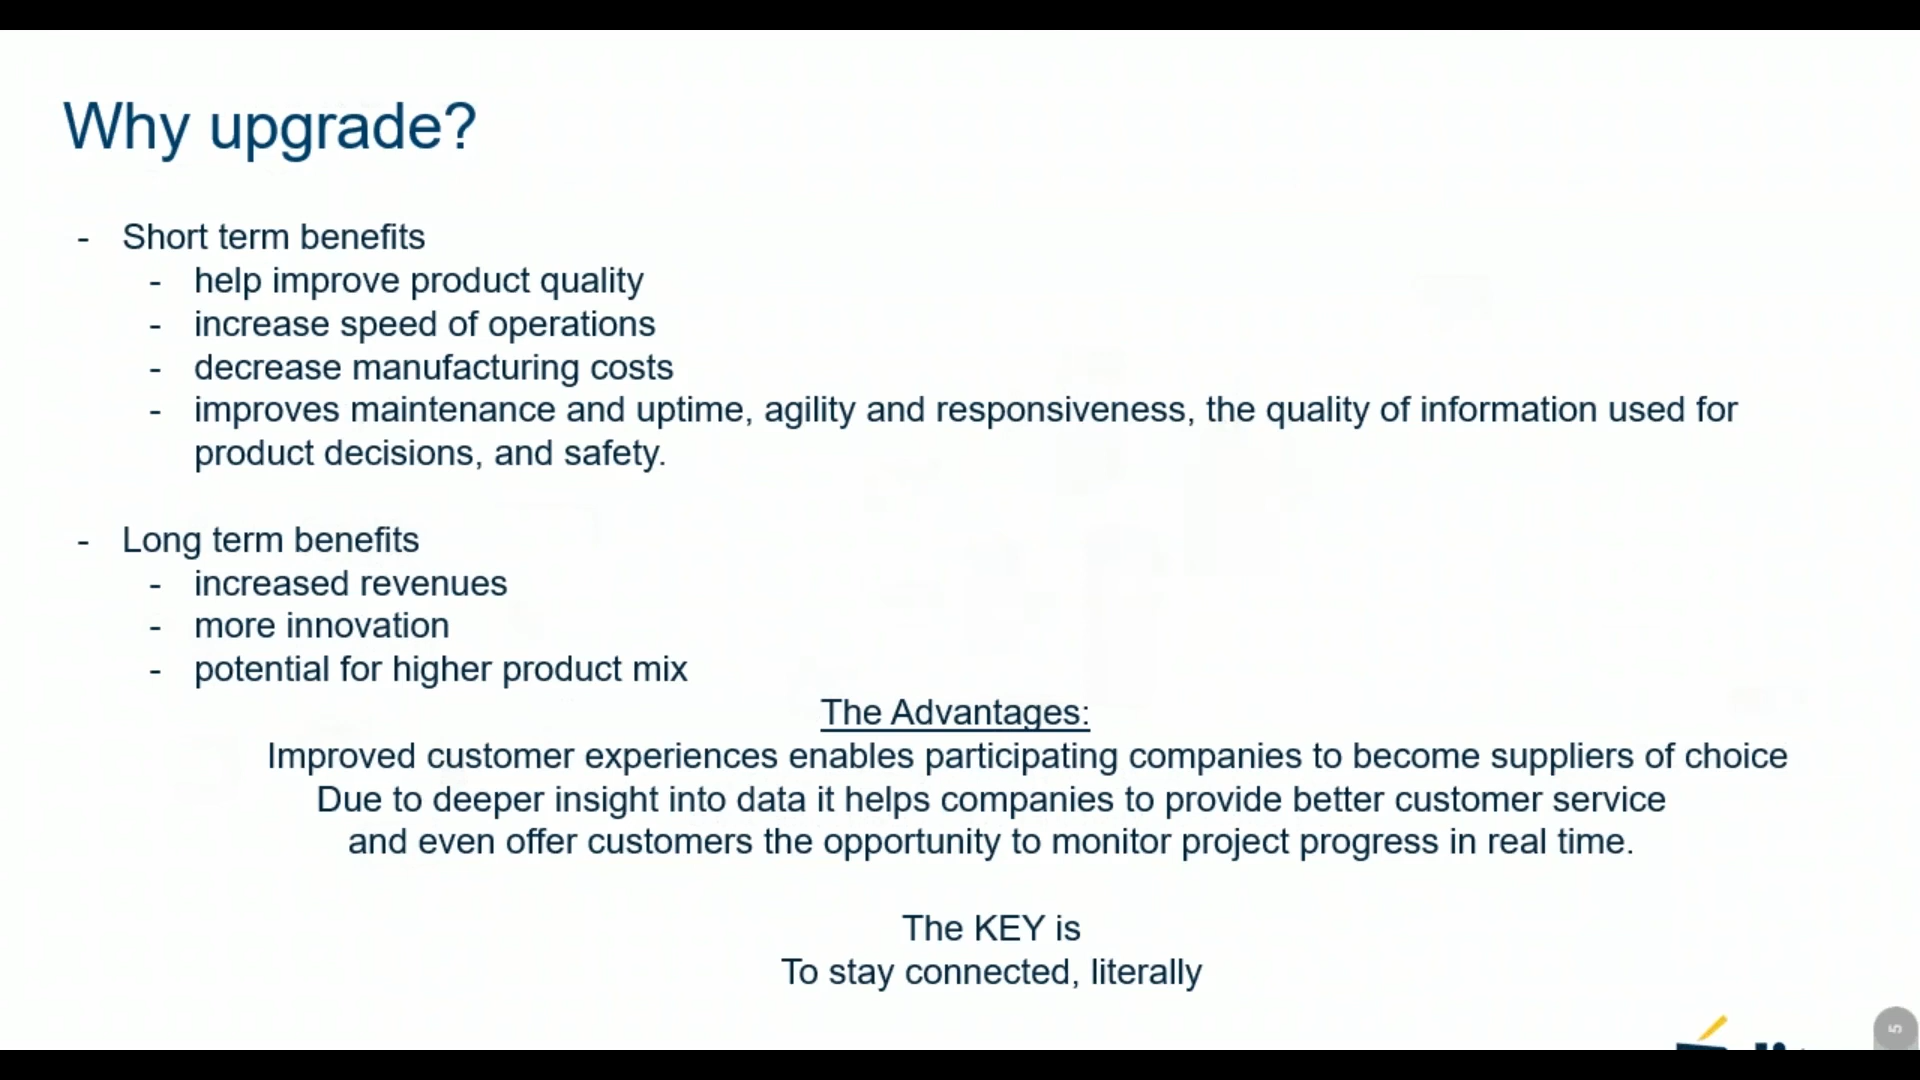 Why upgrade?
- Short term benefits
- help improve product quality
- increase speed of operations
- decrease manufacturing costs
- improves maintenance and uptime, agility and responsiveness, the quality of information used for
product decisions, and safety.
- Long term benefits
- increased revenues
- more innovation
- potential for higher product mix
The Advantages:
Improved customer experiences enables participating companies to become suppliers of choice
Due to deeper insight into data it helps companies to provide better customer service
and even offer customers the opportunity to monitor project progress in real time.
The KEY is
To stay connected, literally
5